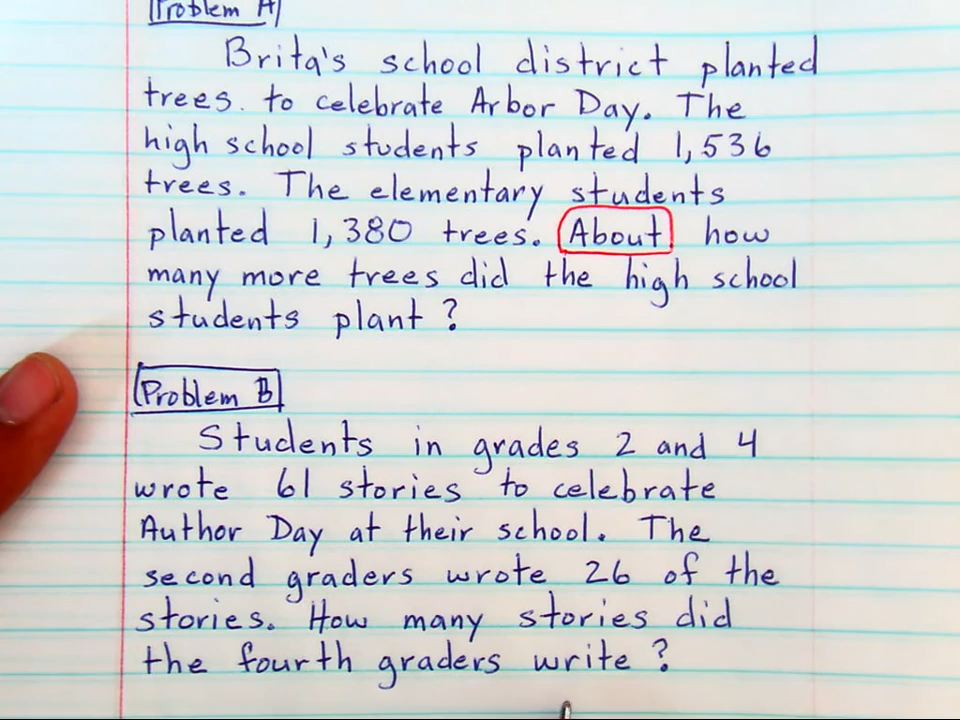 Problem A
Brita's school district planted
trees. to celebrate Arbor Day. The
high school students planted 1,536
trees. The elementary students
planted 1,380 trees. About how
many more trees did the high school
students plant?
Problem B
Students in grades 2 and 4
wrote 61 stories to celebrate
Author Day at their school. The
second graders wrote 26 of the
stories. How many stories did
the fourth graders write?